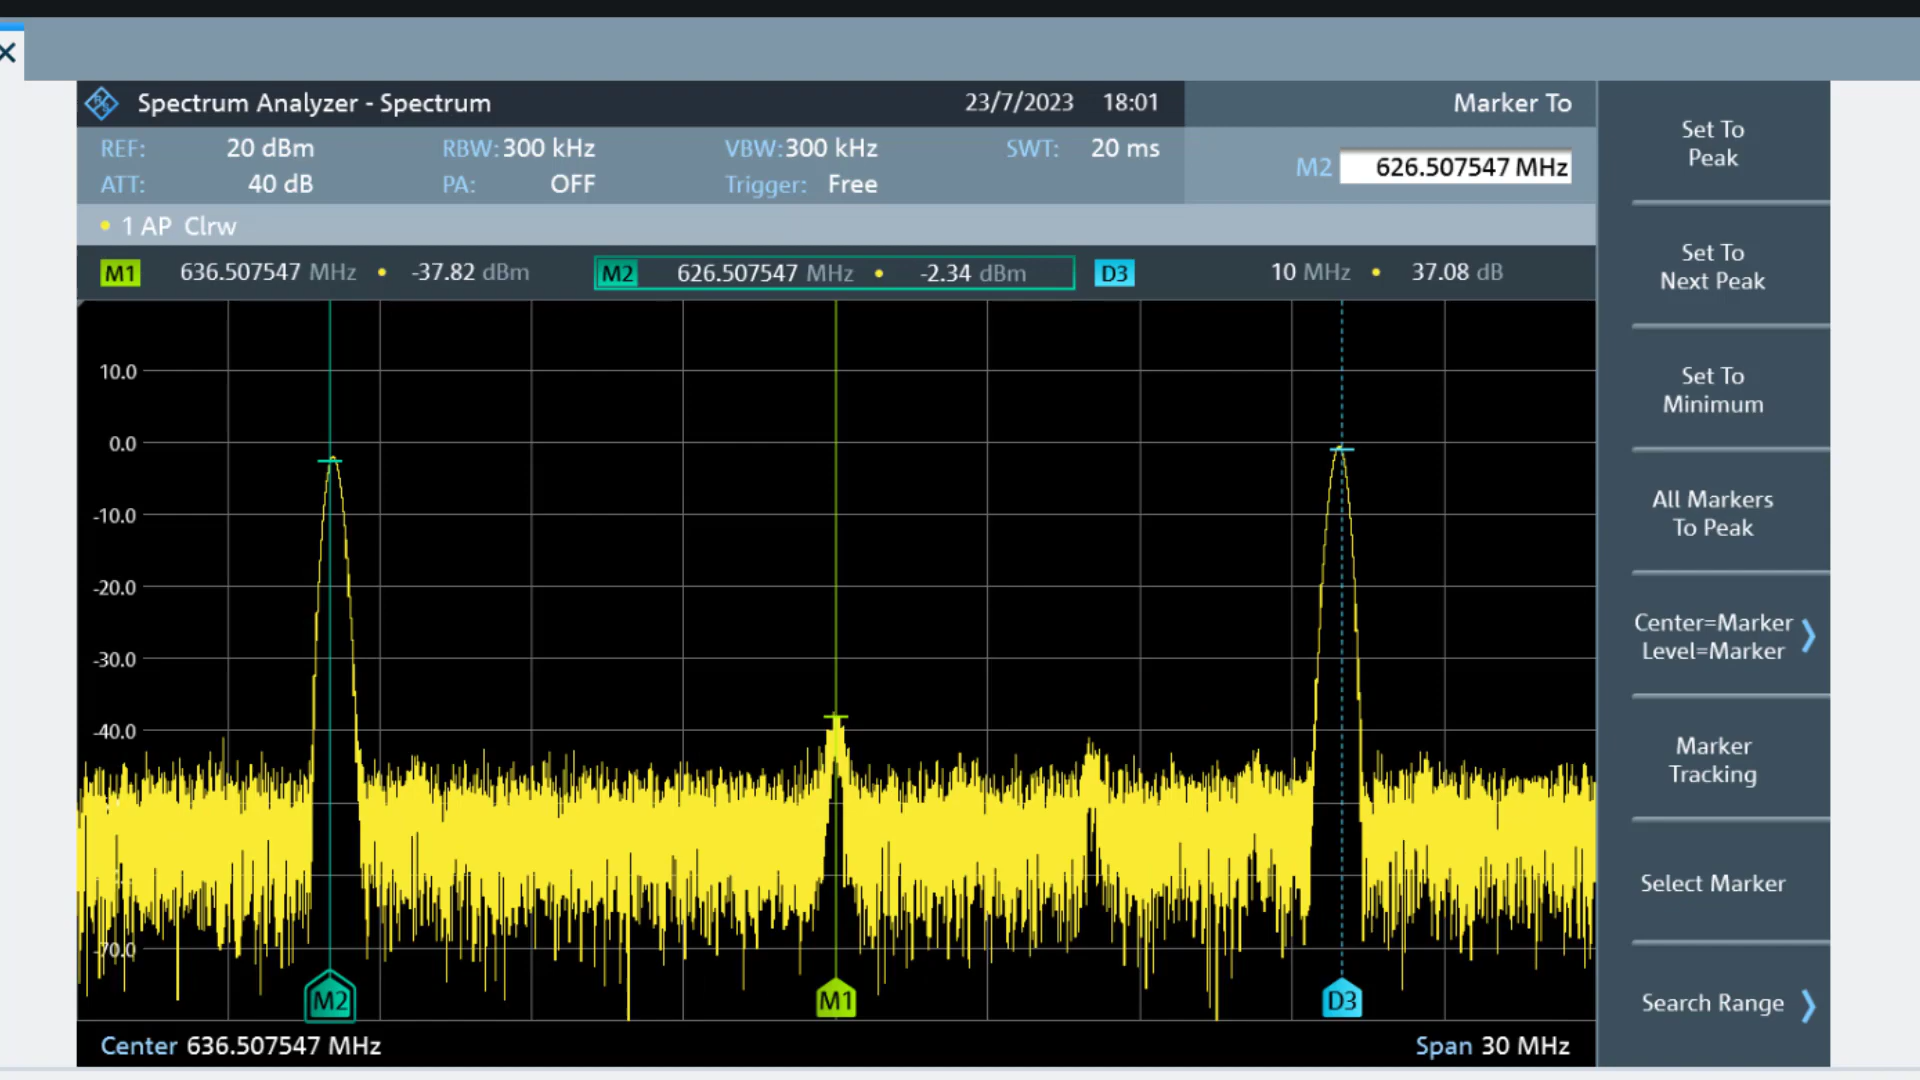 Spectrum Analyzer - Spectrum 23/7/2023 18:01 Marker To
REF: 20 dBm RBW: 300 kHz VBW: 300 kHz SWT: 20 ms
M2 626.507547 MHz
ATT: 40 dB PA: OFF Trigger: Free
1 AP Clrw
M1 636.507547 MHz • -37.82 dBm M2 626.507547 MHz • -2.34 dBm D3 10 MHz • 37.08 dB
10.0
0.0
-10.0
-20.0
-30.0
-40.0
-70.0
M2 M1 D3
Center 636.507547 MHz Span 30 MHz
Set To
Peak
Set To
Next Peak
Set To
Minimum
All Markers
To Peak
Center=Marker
Level=Marker
Marker
Tracking
Select Marker
Search Range